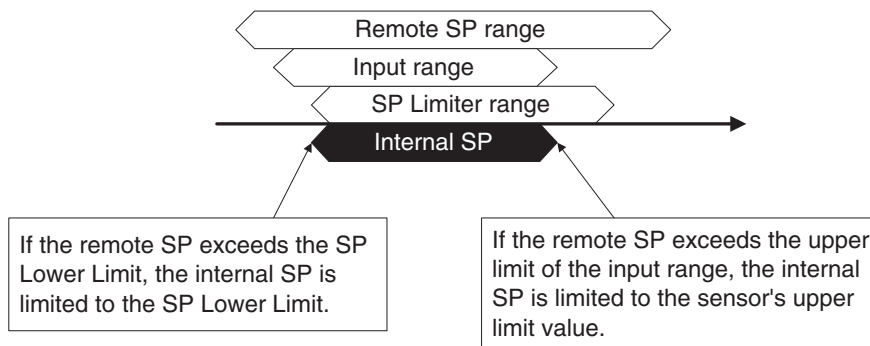 Remote SP range
Input range
SP Limiter range
Internal SP
If the remote SP exceeds the SP
Lower Limit, the internal SP is
limited to the SP Lower Limit.
If the remote SP exceeds the upper
limit of the input range, the internal
SP is limited to the sensor's upper
limit value.